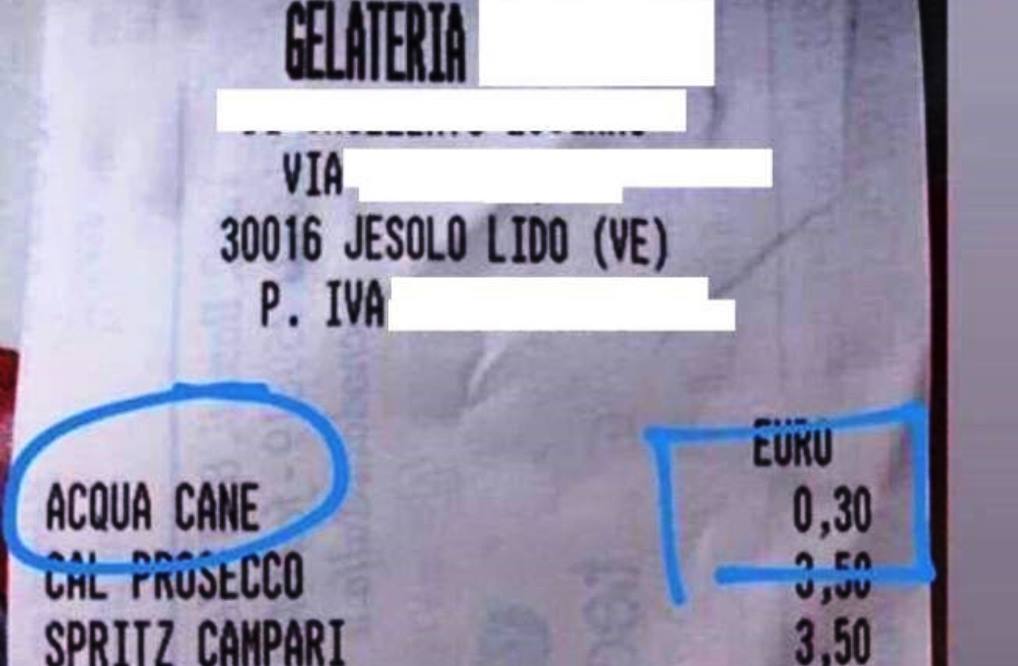 GELATERIA
VIA
30016 JESOLO LIDO (VE)
P. IVA
EURO
ACQUA CANE 0,30
CAL PROSECCO 3,50
SPRITZ CAMPARI 3,50